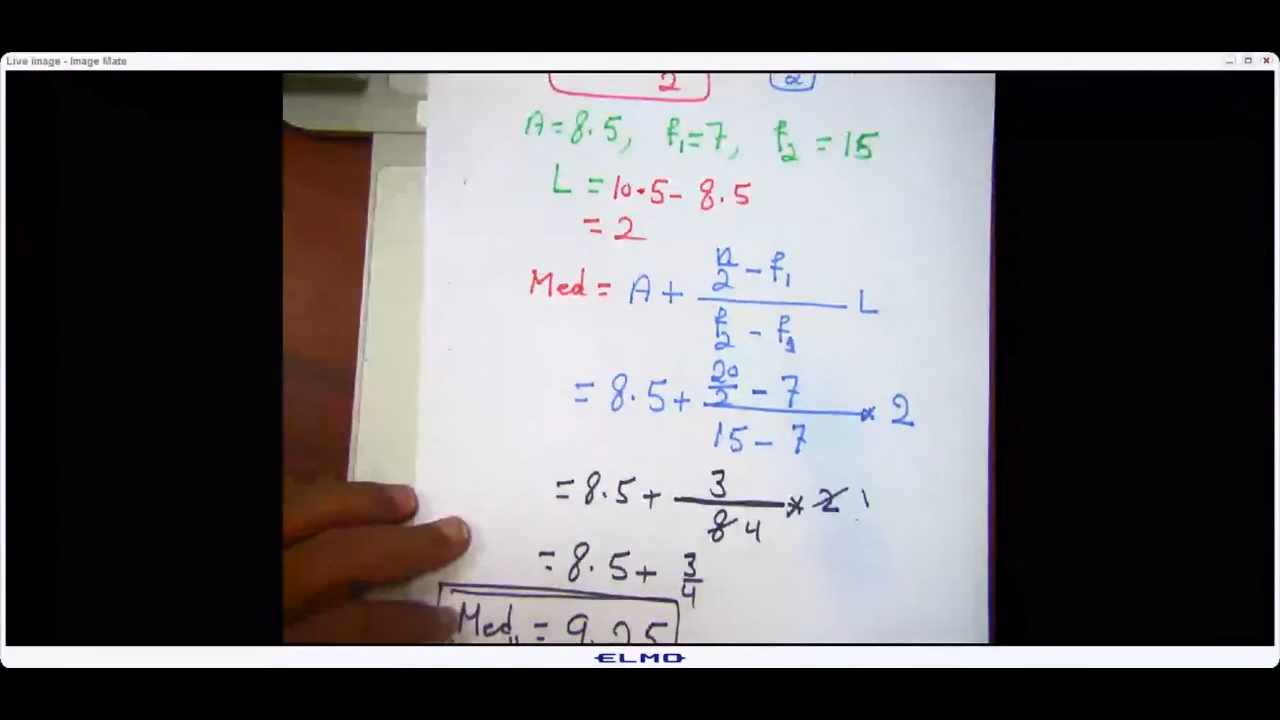 Live image - Image Mate
2
α
A = 8.5, f₁ = 7, f₂ = 15
L = 10.5 - 8.5
= 2
Med = A + (n/2 - f₁)/(f₂ - f₁) L
= 8.5 + (20/2 - 7)/(15 - 7) * 2
= 8.5 + 3/8 4 * 2 1
= 8.5 + 3/4
Med = 9.25
ELMO